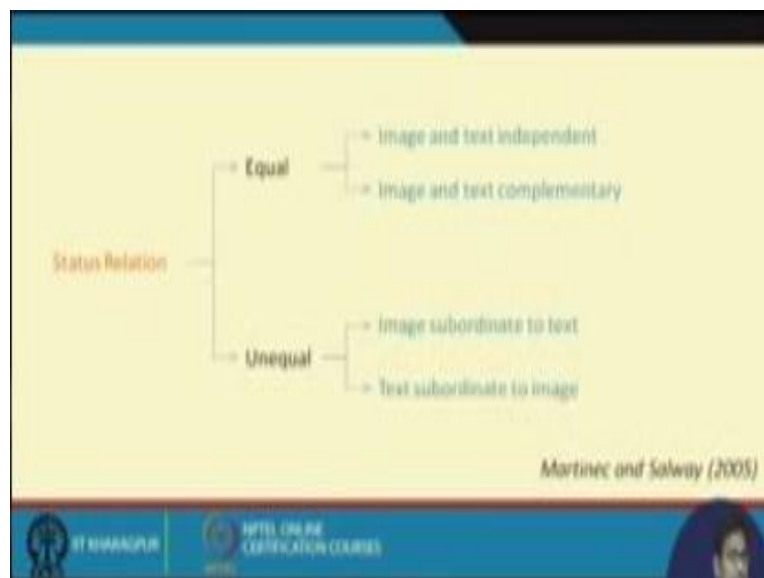 Equal
Image and text independent
Image and text complementary
Status Relation
Image subordinate to text
Unequal
Text subordinate to image
Martinec and Salway (2005)
IIT KHARAGPUR
NPTEL ONLINE
CERTIFICATION COURSES